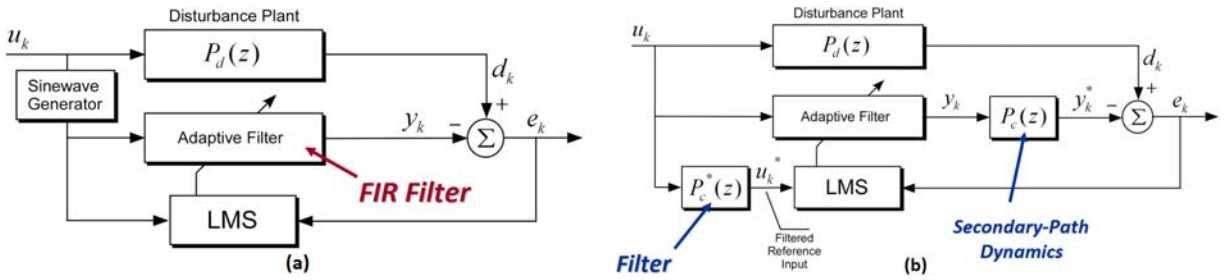 Disturbance Plant
u_k
P_d(z)
d_k
Sinewave
Generator
+
Adaptive Filter
y_k
−
Σ
e_k
FIR Filter
LMS
(a)
Disturbance Plant
u_k
P_d(z)
d_k
+
Adaptive Filter
y_k
P_c(z)
y_k^*
−
Σ
e_k
P_c^*(z)
u_k^*
LMS
Filter
Filtered
Reference
Input
Secondary-Path
Dynamics
(b)